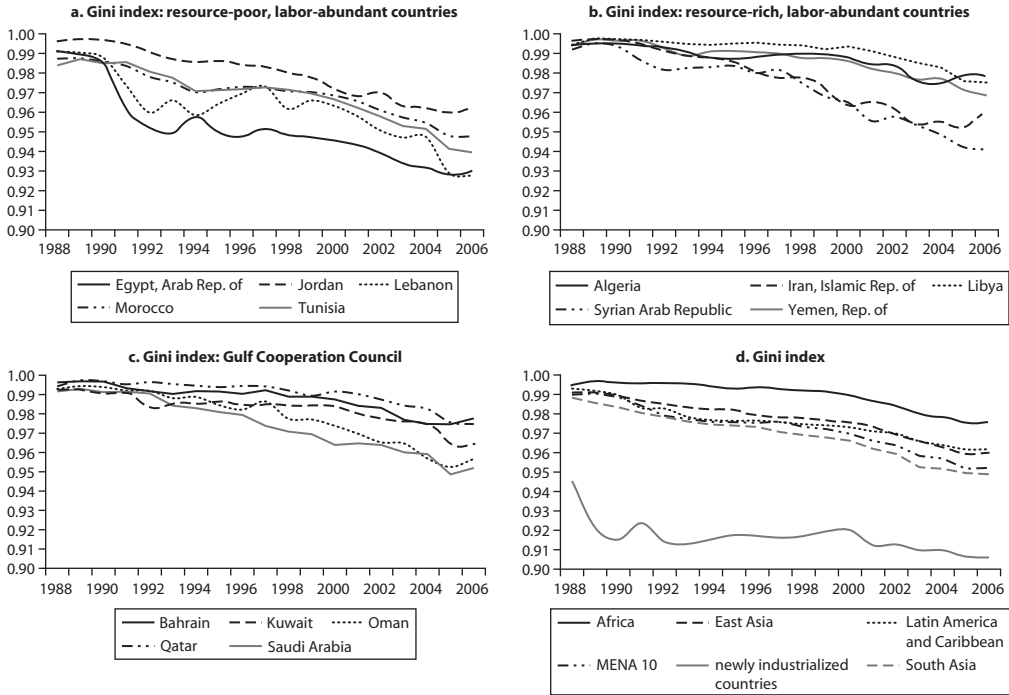 a. Gini index: resource-poor, labor-abundant countries
1.00
0.99
0.98
0.97
0.96
0.95
0.94
0.93
0.92
0.91
0.90
1988 1990 1992 1994 1996 1998 2000 2002 2004 2006
Egypt, Arab Rep. of Jordan Lebanon
Morocco Tunisia
b. Gini index: resource-rich, labor-abundant countries
1.00
0.99
0.98
0.97
0.96
0.95
0.94
0.93
0.92
0.91
0.90
1988 1990 1992 1994 1996 1998 2000 2002 2004 2006
Algeria Iran, Islamic Rep. of Libya
Syrian Arab Republic Yemen, Rep. of
c. Gini index: Gulf Cooperation Council
1.00
0.99
0.98
0.97
0.96
0.95
0.94
0.93
0.92
0.91
0.90
1988 1990 1992 1994 1996 1998 2000 2002 2004 2006
Bahrain Kuwait Oman
Qatar Saudi Arabia
d. Gini index
1.00
0.99
0.98
0.97
0.96
0.95
0.94
0.93
0.92
0.91
0.90
1988 1990 1992 1994 1996 1998 2000 2002 2004 2006
Africa East Asia Latin America
and Caribbean
MENA 10 newly industrialized South Asia
countries